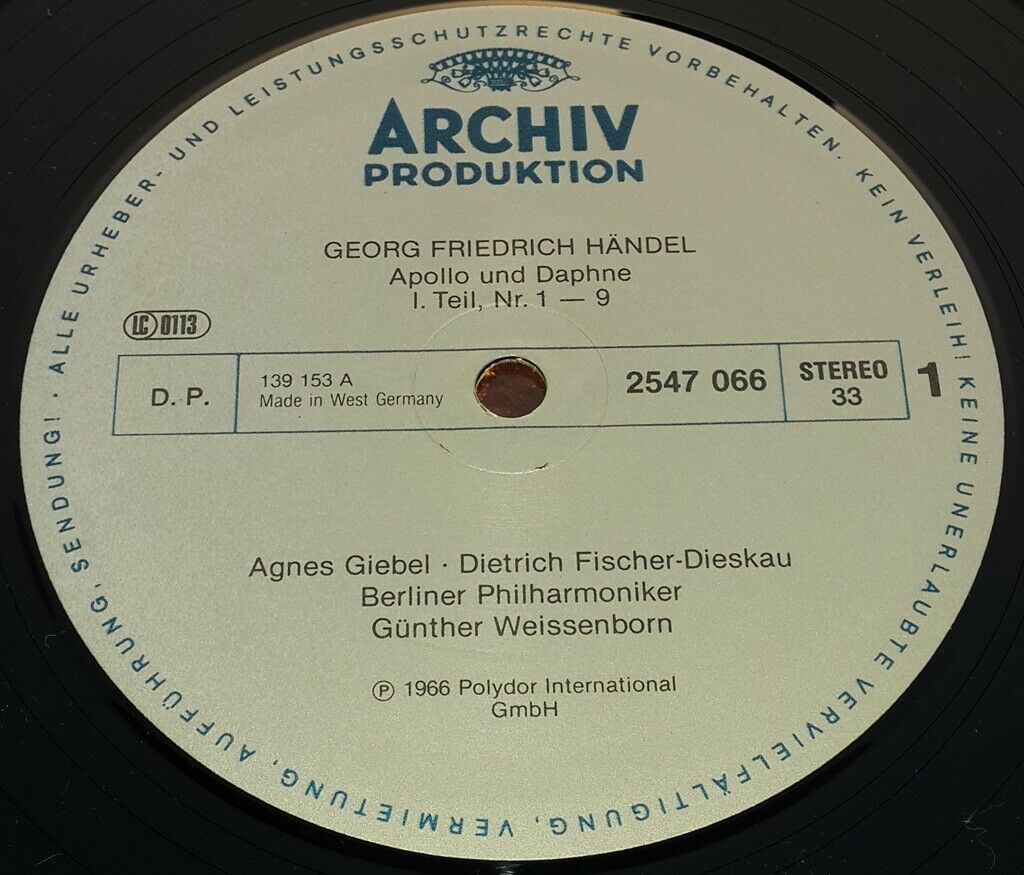 ALLE URHEBER- UND LEISTUNGSSCHUTZRECHTE VORBEHALTEN. KEIN VERLEIH! KEINE UNERLAUBTE VERVIELFÄLTIGUNG, VERMIETUNG, AUFFÜHRUNG, SENDUNG! ·
ARCHIV
PRODUKTION
GEORG FRIEDRICH HÄNDEL
Apollo und Daphne
I. Teil, Nr. 1 — 9
LC 0113
D. P.
139 153 A
Made in West Germany
2547 066
STEREO
33
1
Agnes Giebel · Dietrich Fischer-Dieskau
Berliner Philharmoniker
Günther Weissenborn
℗ 1966 Polydor International
GmbH